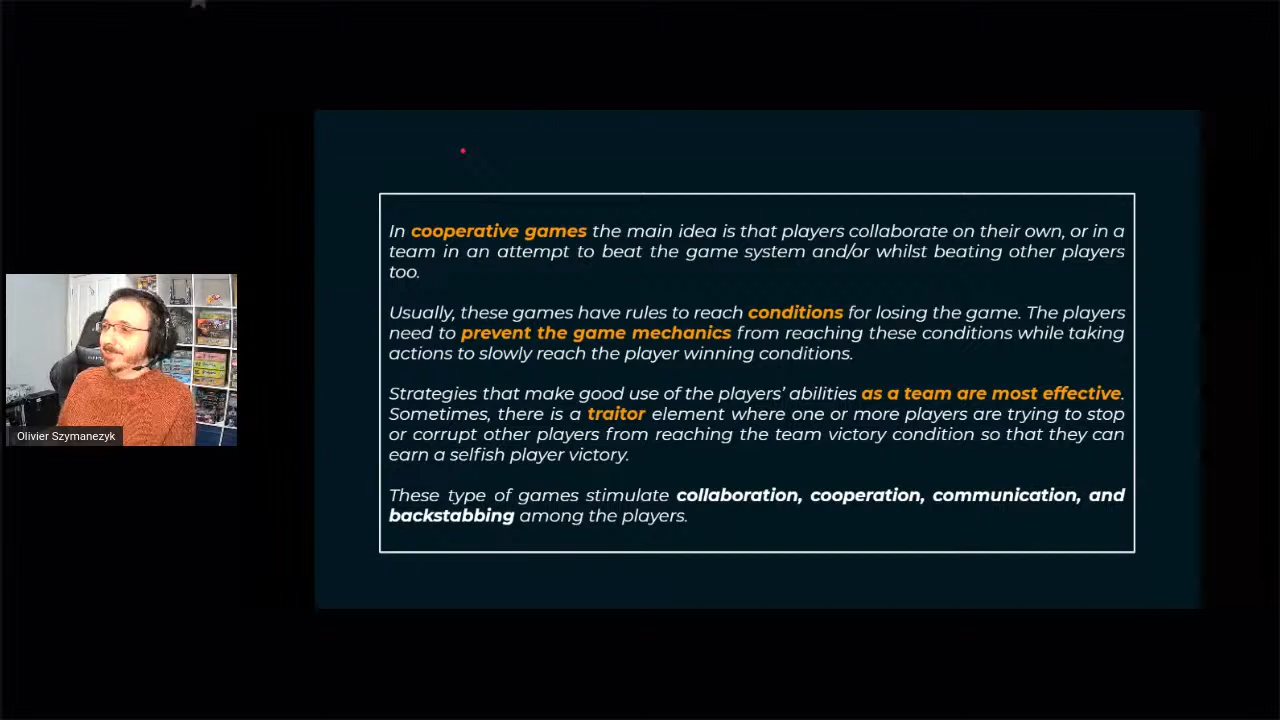 In cooperative games the main idea is that players collaborate on their own, or in a
team in an attempt to beat the game system and/or whilst beating other players
too.
Usually, these games have rules to reach conditions for losing the game. The players
need to prevent the game mechanics from reaching these conditions while taking
actions to slowly reach the player winning conditions.
Strategies that make good use of the players' abilities as a team are most effective.
Sometimes, there is a traitor element where one or more players are trying to stop
or corrupt other players from reaching the team victory condition so that they can
earn a selfish player victory.
These type of games stimulate collaboration, cooperation, communication, and
backstabbing among the players.
Olivier Szymanezyk